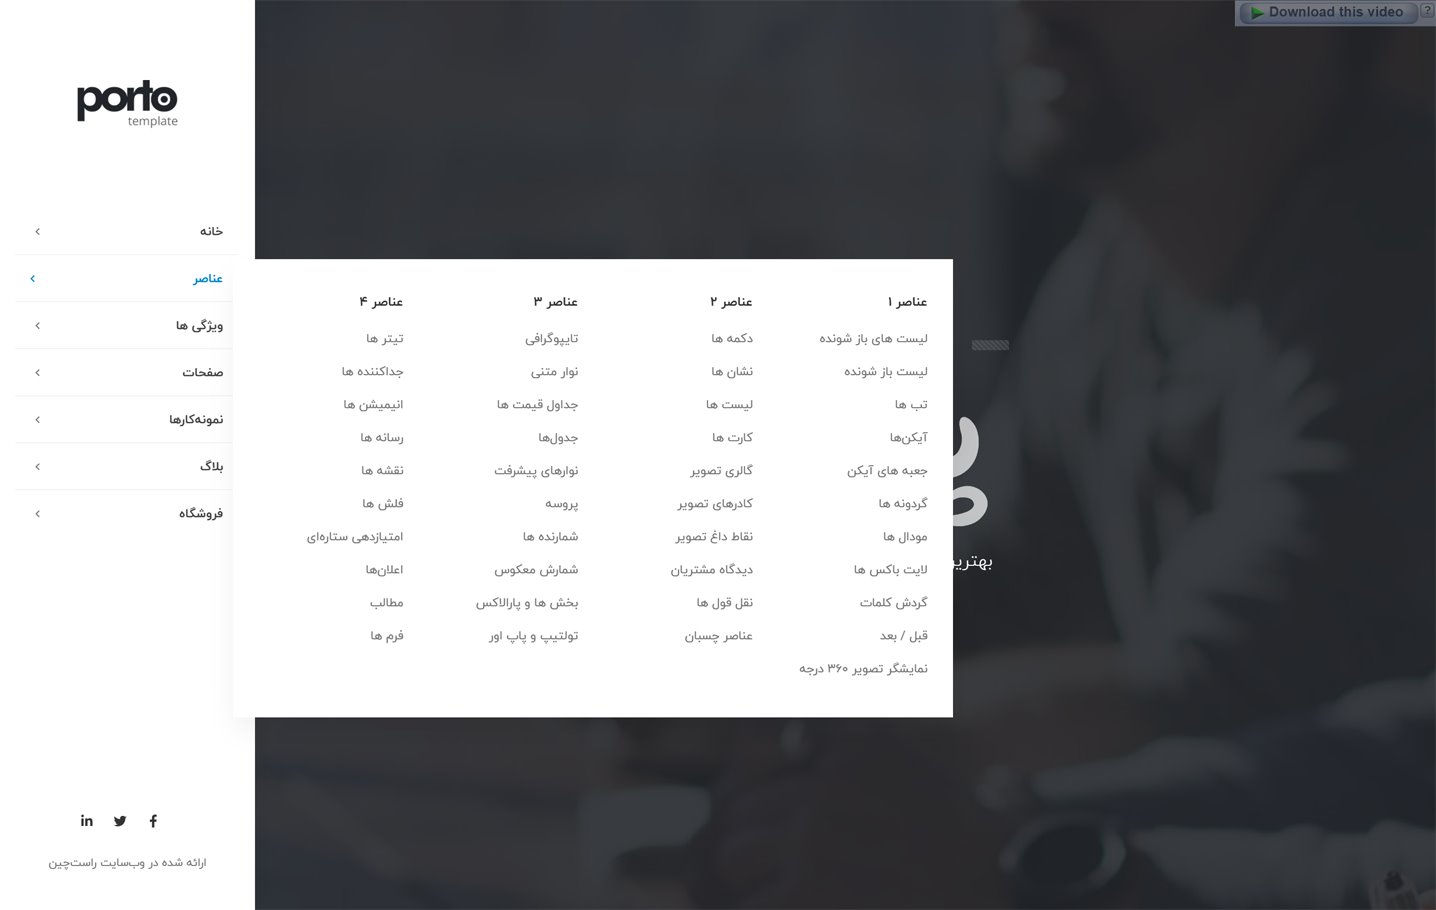 Download this video
?
porto
template
خانه
عناصر
ویژگی ها
صفحات
نمونه‌کارها
بلاگ
فروشگاه
عناصر ۱
لیست های باز شونده
لیست باز شونده
تب ها
آیکن‌ها
جعبه های آیکن
گردونه ها
مودال ها
لایت باکس ها
گردش کلمات
قبل / بعد
نمایشگر تصویر ۳۶۰ درجه
عناصر ۲
دکمه ها
نشان ها
لیست ها
کارت ها
گالری تصویر
کادرهای تصویر
نقاط داغ تصویر
دیدگاه مشتریان
نقل قول ها
عناصر چسبان
عناصر ۳
تایپوگرافی
نوار متنی
جداول قیمت ها
جدول‌ها
نوارهای پیشرفت
پروسه
شمارنده ها
شمارش معکوس
بخش ها و پارالاکس
تولتیپ و پاپ اور
عناصر ۴
تیتر ها
جداکننده ها
انیمیشن ها
رسانه ها
نقشه ها
فلش ها
امتیازدهی ستاره‌ای
اعلان‌ها
مطالب
فرم ها
ارائه شده در وب‌سایت راست‌چین